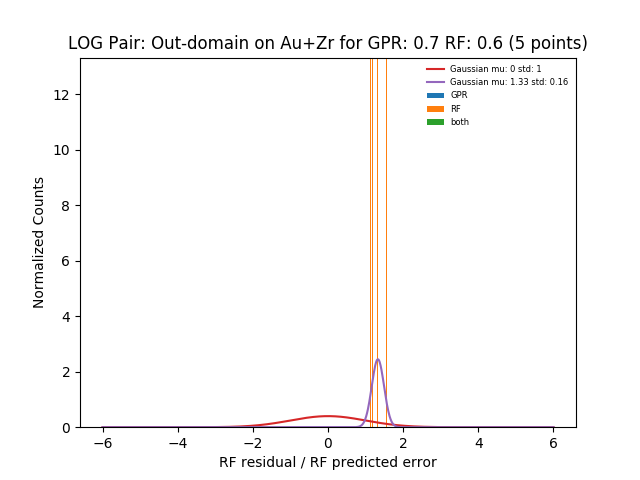 LOG Pair: Out-domain on Au+Zr for GPR: 0.7 RF: 0.6 (5 points)
Gaussian mu: 0 std: 1
Gaussian mu: 1.33 std: 0.16
GPR
RF
both
Normalized Counts
12
10
8
6
4
2
0
−6
−4
−2
0
2
4
6
RF residual / RF predicted error